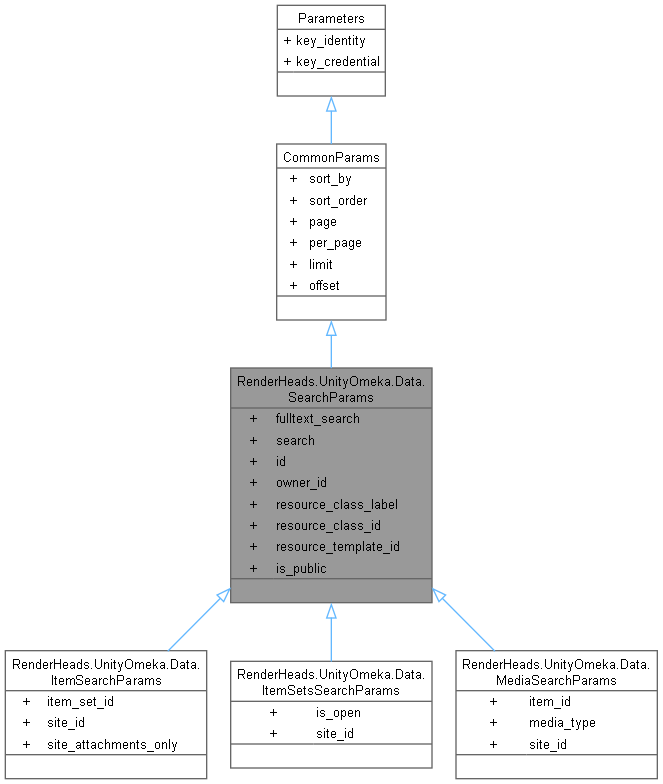 Parameters
+ key_identity
+ key_credential
CommonParams
+ sort_by
+ sort_order
+ page
+ per_page
+ limit
+ offset
RenderHeads.UnityOmeka.Data.
SearchParams
+ fulltext_search
+ search
+ id
+ owner_id
+ resource_class_label
+ resource_class_id
+ resource_template_id
+ is_public
RenderHeads.UnityOmeka.Data.
ItemSearchParams
+ item_set_id
+ site_id
+ site_attachments_only
RenderHeads.UnityOmeka.Data.
ItemSetsSearchParams
+ is_open
+ site_id
RenderHeads.UnityOmeka.Data.
MediaSearchParams
+ item_id
+ media_type
+ site_id